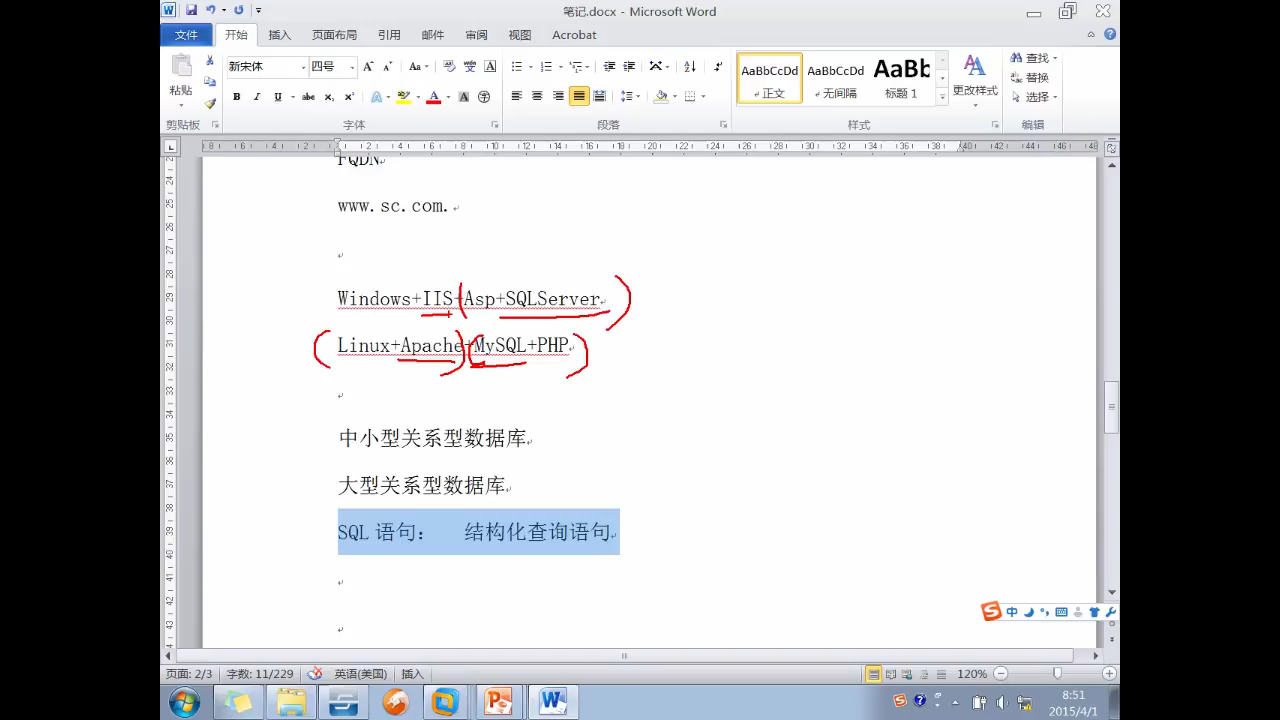 笔记.docx - Microsoft Word
文件 开始 插入 页面布局 引用 邮件 审阅 视图 Acrobat
粘贴 新宋体 四号 AaBbCcDd AaBbCcDd AaBb 更改样式 查找
正文 无间隔 标题 1 替换
选择
剪贴板 字体 段落 样式 编辑
FQDN
www.sc.com.
Windows+IIS+Asp+SQLServer
Linux+Apache+MySQL+PHP
中小型关系型数据库
大型关系型数据库
SQL 语句： 结构化查询语句
中
页面: 2/3 字数: 11/229 英语(美国) 插入 120%
8:51
2015/4/1